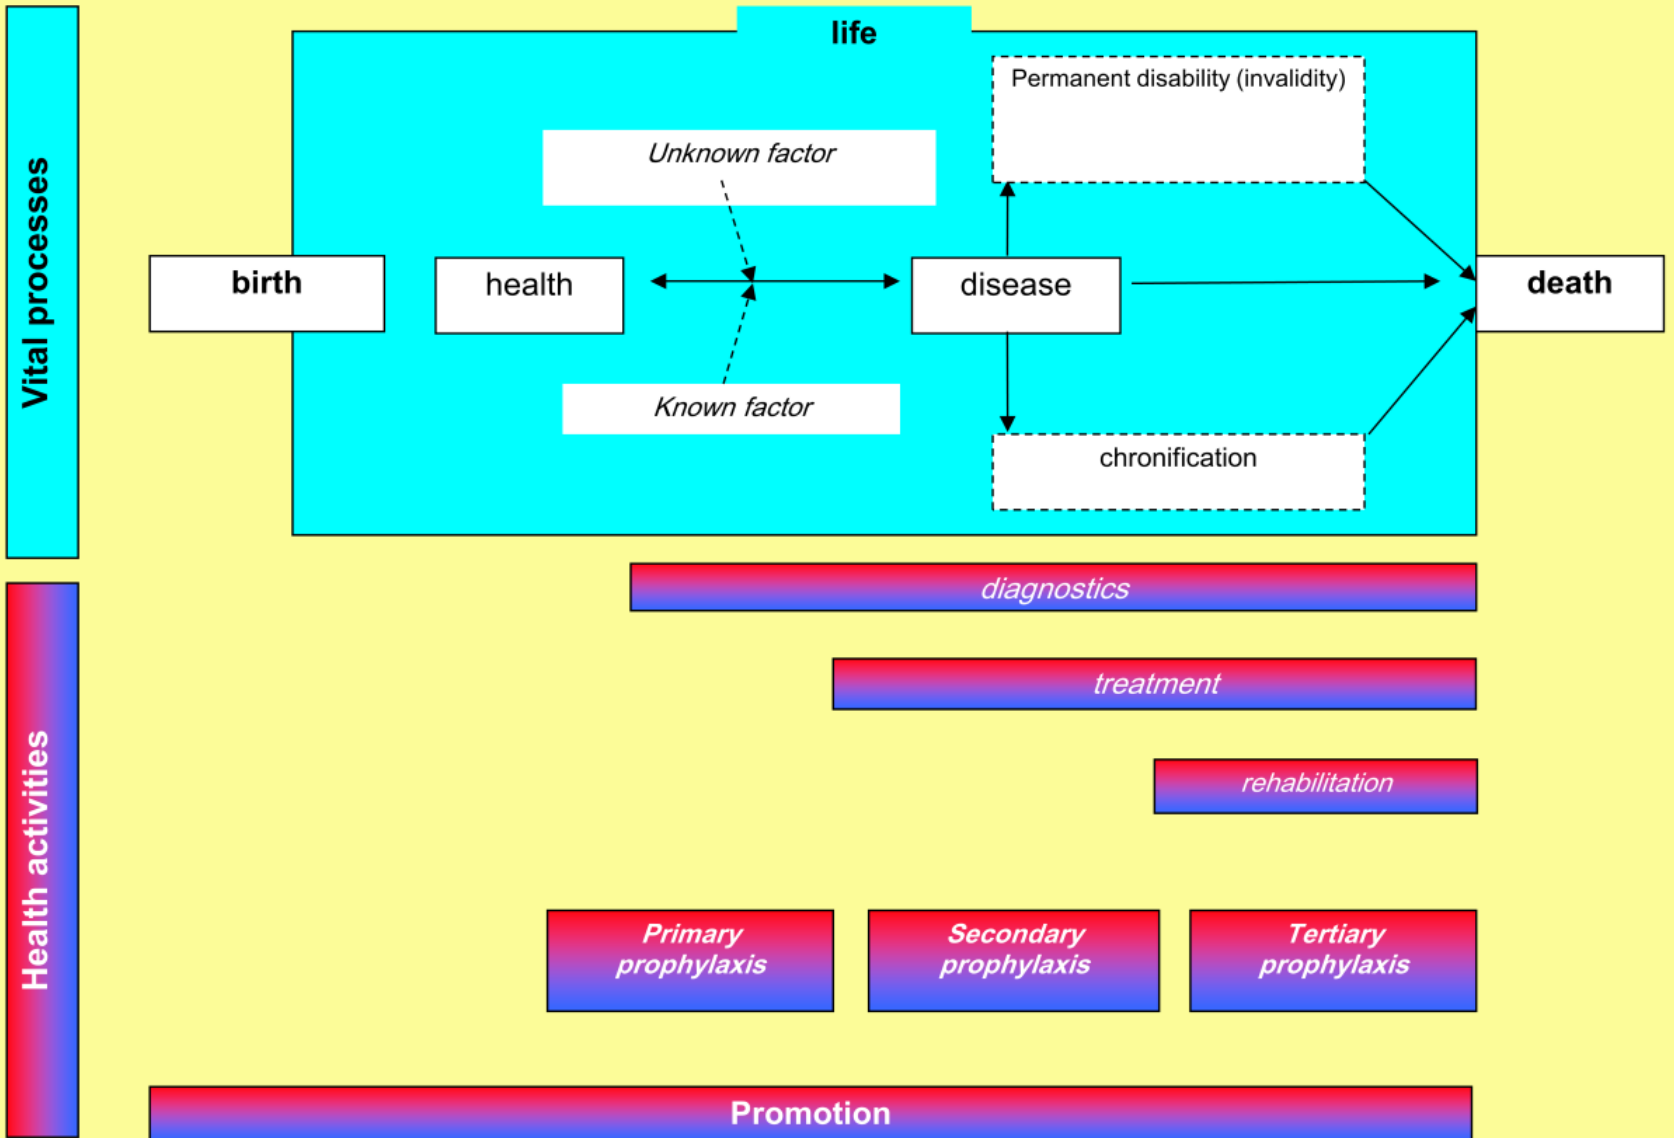 life
Permanent disability (invalidity)
Unknown factor
Vital processes
birth
health
disease
death
Known factor
chronification
diagnostics
treatment
rehabilitation
Health activities
Primary
prophylaxis
Secondary
prophylaxis
Tertiary
prophylaxis
Promotion